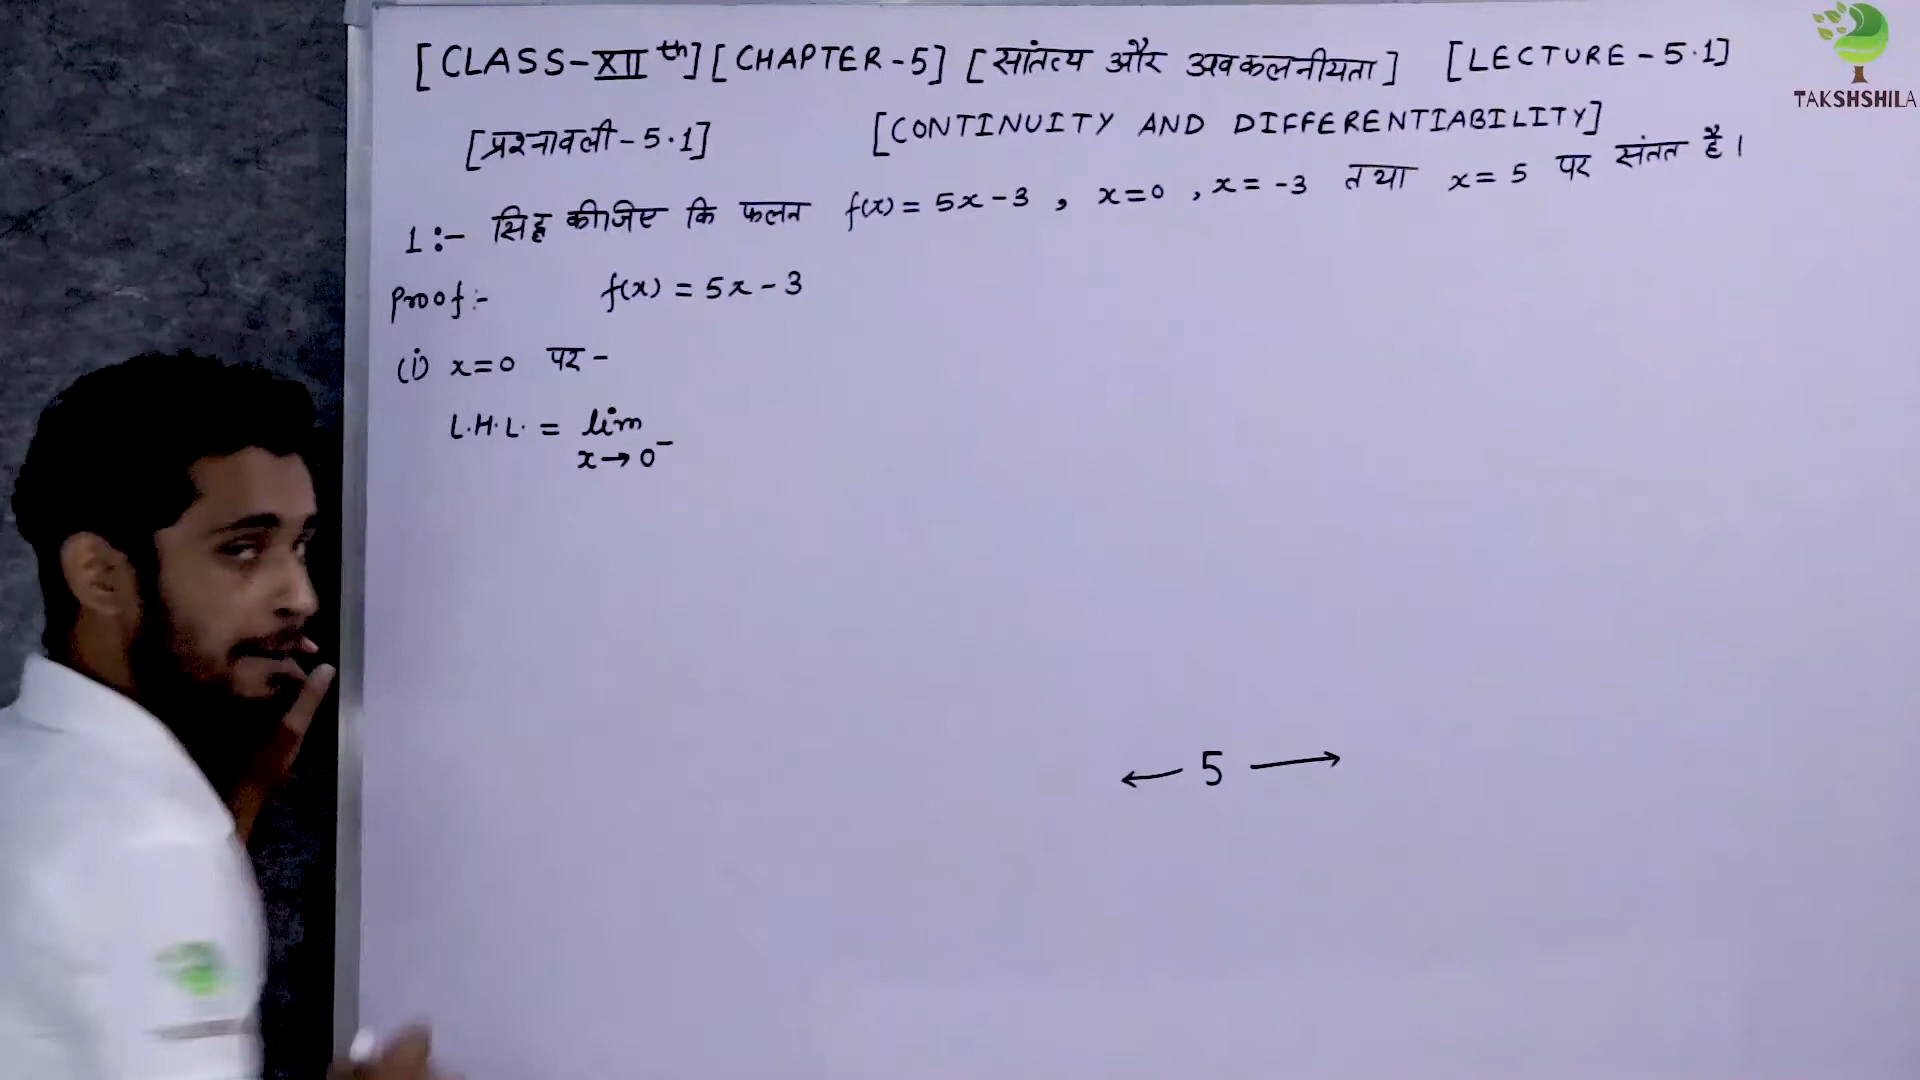 [CLASS-XII th] [CHAPTER-5] [सांतत्य और अवकलनीयता] [LECTURE-5.1]
TAKSHSHILA
[प्रश्नावली-5.1] [CONTINUITY AND DIFFERENTIABILITY]
1:- सिद्ध कीजिए कि फलन f(x) = 5x-3 , x=0 , x= -3 तथा x= 5 पर संतत है।
Proof:- f(x) = 5x-3
(i) x=0 पर -
L.H.L. = lim
x→0⁻
← 5 →